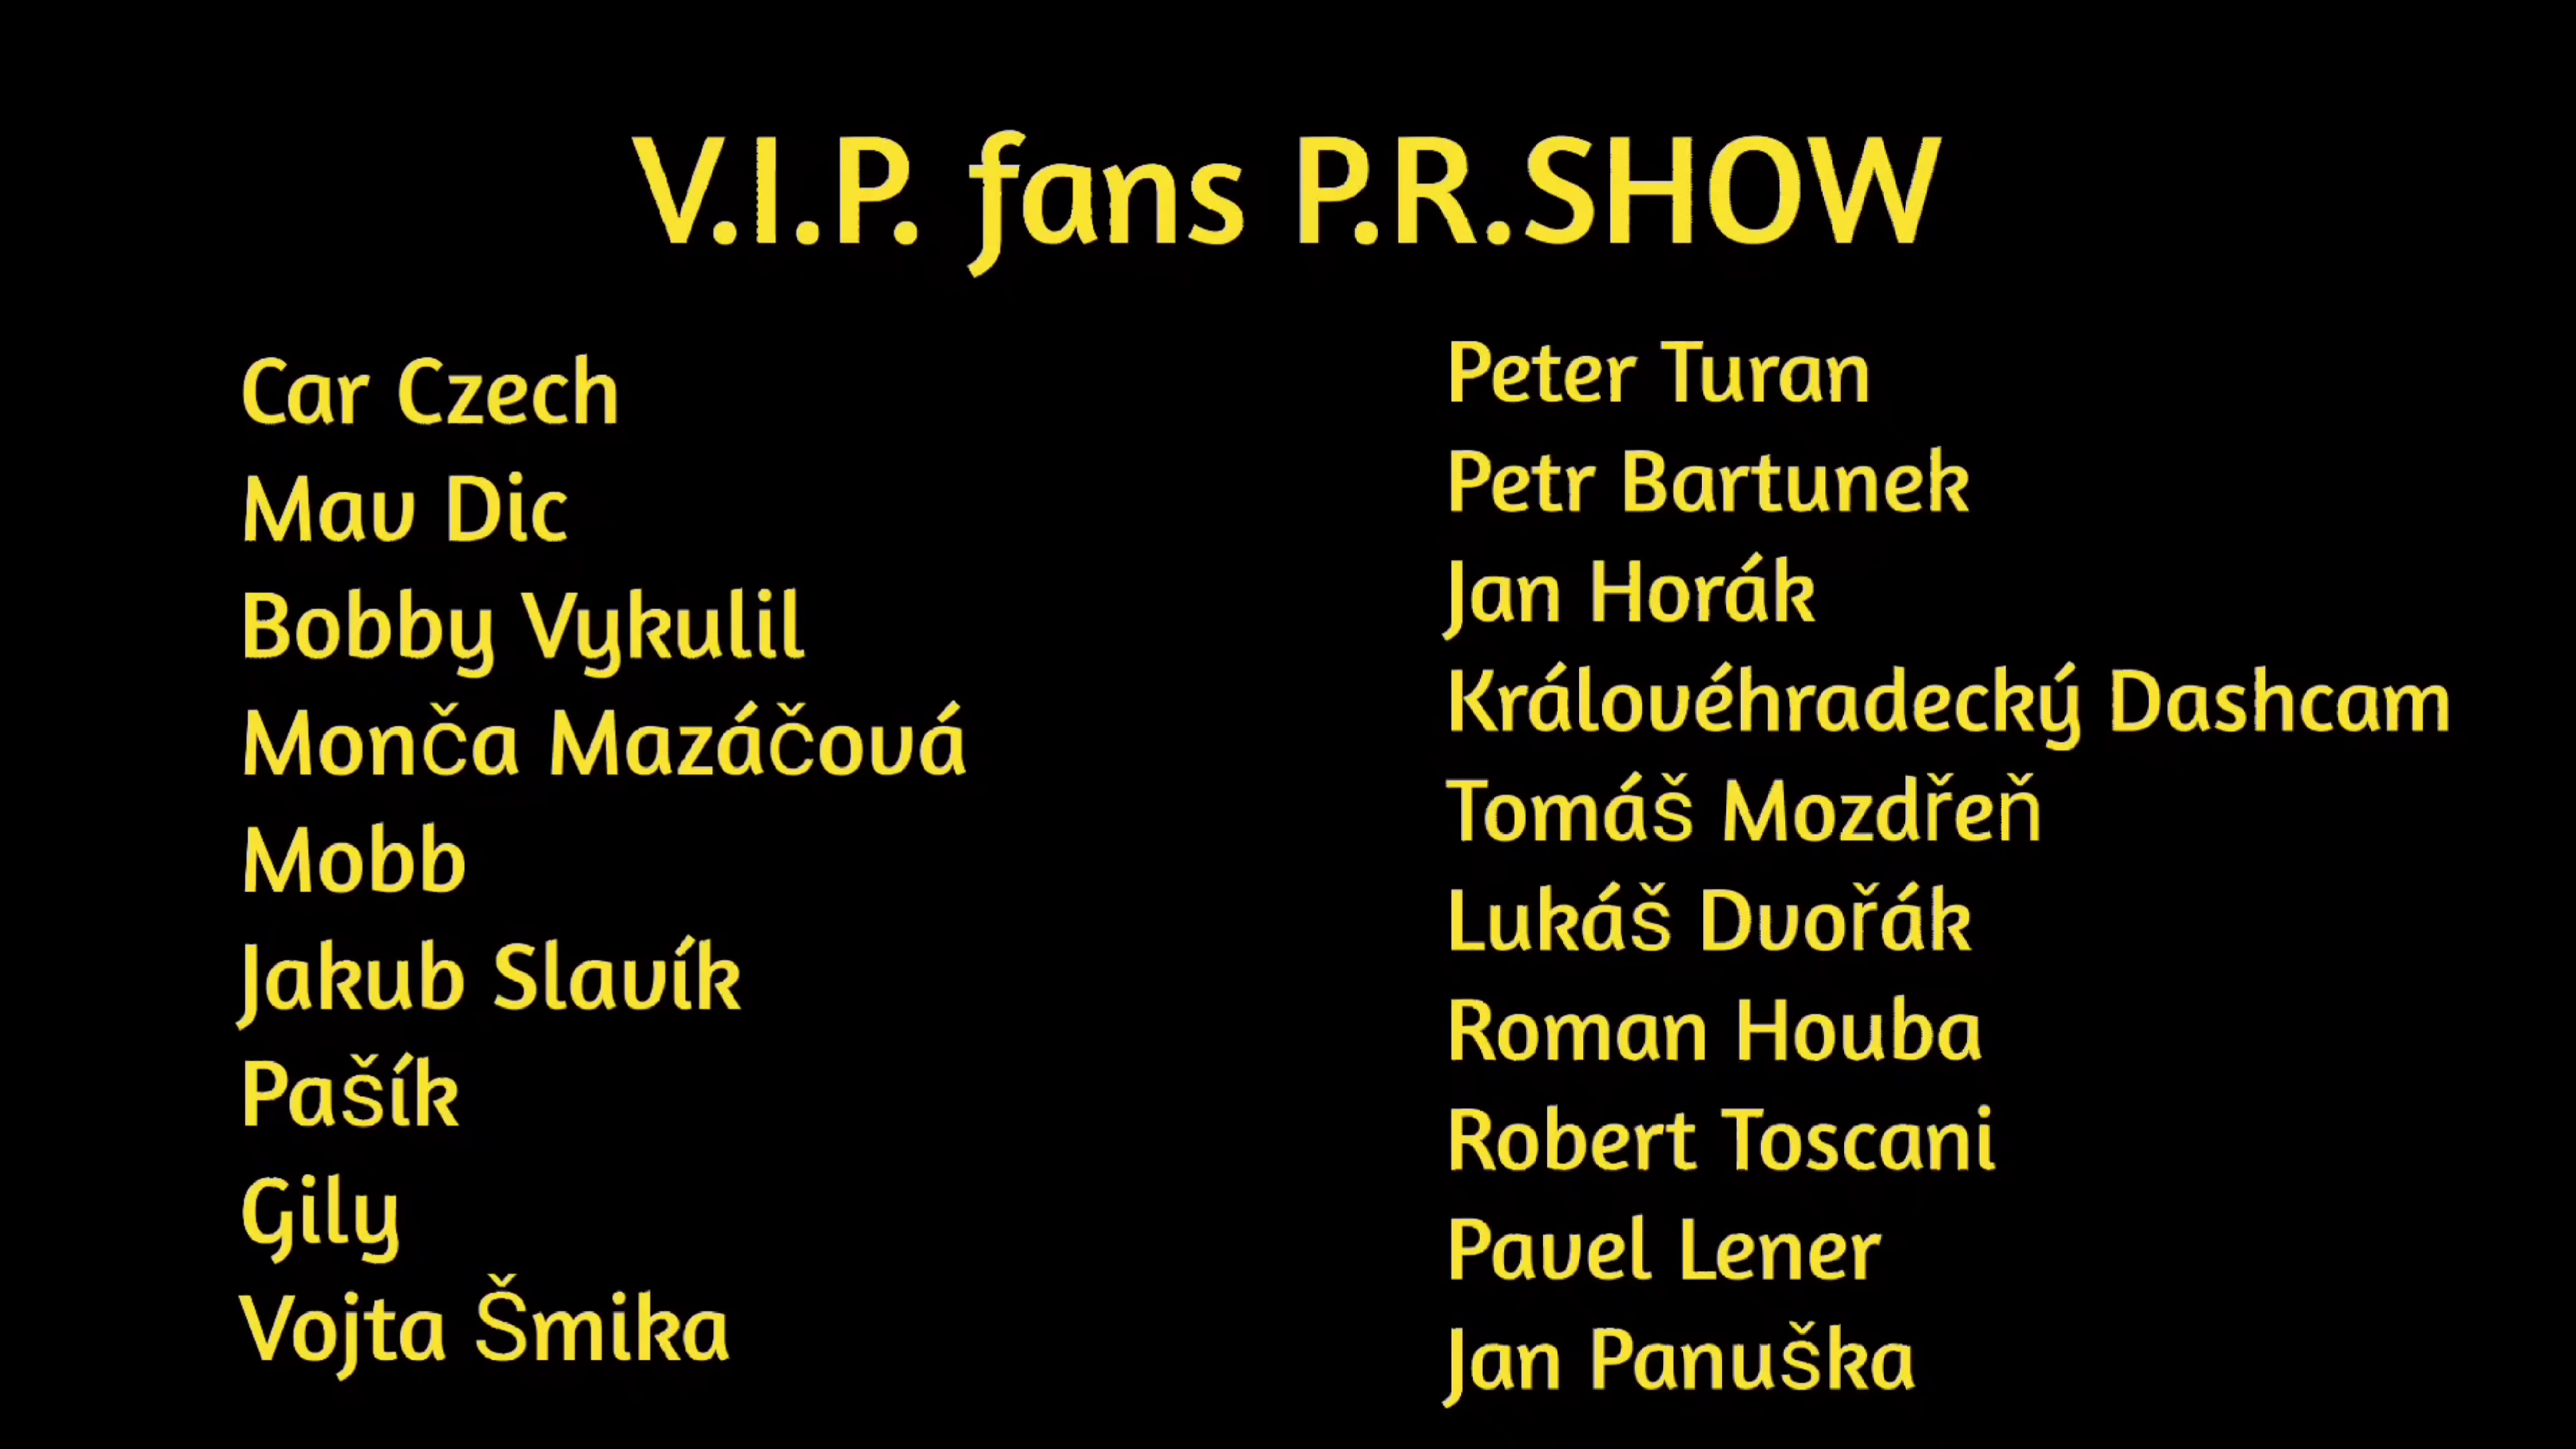 V.I.P. fans P.R.SHOW
Car Czech
Mav Dic
Bobby Vykulil
Monča Mazáčová
Mobb
Jakub Slavík
Pašík
Gily
Vojta Šmika
Peter Turan
Petr Bartunek
Jan Horák
Královéhradecký Dashcam
Tomáš Mozdřeň
Lukáš Dvořák
Roman Houba
Robert Toscani
Pavel Lener
Jan Panuška